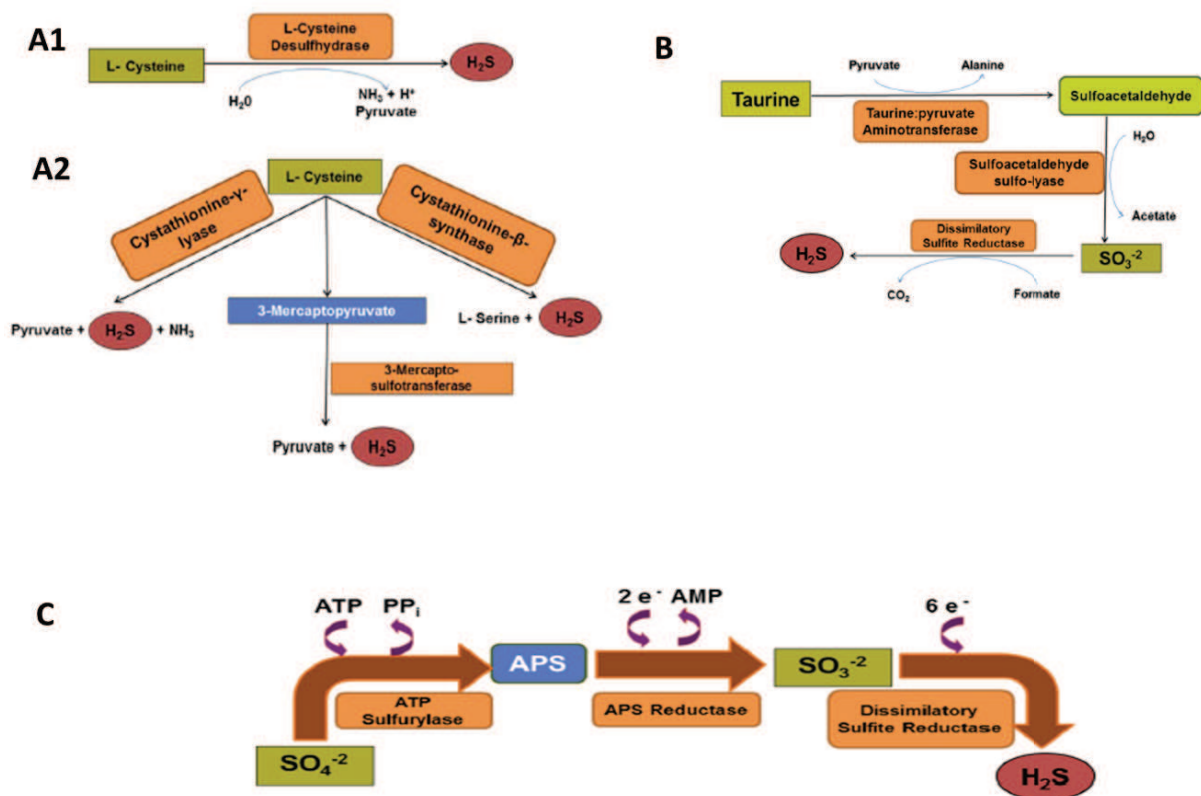 A1
L- Cysteine
L-Cysteine
Desulfhydrase
H₂S
H₂0
NH₃ + H⁺
Pyruvate
A2
L- Cysteine
Cystathionine-γ-
lyase
Cystathionine-β-
synthase
Pyruvate + H₂S + NH₃
3-Mercaptopyruvate
L- Serine + H₂S
3-Mercapto-
sulfotransferase
Pyruvate + H₂S
B
Pyruvate
Alanine
Taurine
Sulfoacetaldehyde
Taurine:pyruvate
Aminotransferase
H₂O
Sulfoacetaldehyde
sulfo-lyase
Acetate
Dissimilatory
Sulfite Reductase
H₂S
SO₃⁻²
CO₂
Formate
C
ATP PPᵢ
2 e⁻ AMP
6 e⁻
APS
SO₃⁻²
ATP
Sulfurylase
APS Reductase
Dissimilatory
Sulfite Reductase
SO₄⁻²
H₂S